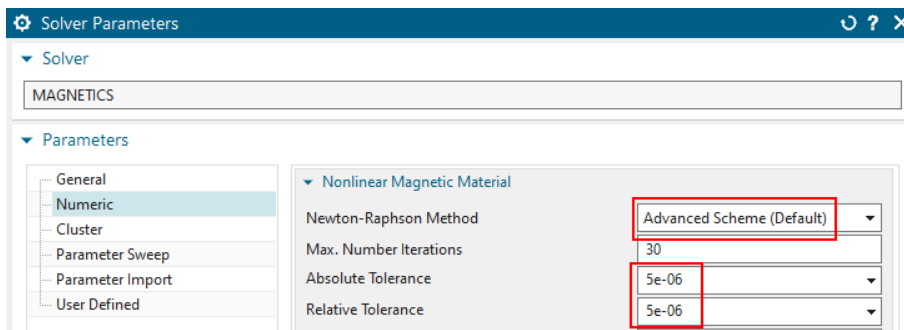 Solver Parameters ?
Solver
MAGNETICS
Parameters
General
Numeric
Cluster
Parameter Sweep
Parameter Import
User Defined
Nonlinear Magnetic Material
Newton-Raphson Method Advanced Scheme (Default)
Max. Number Iterations 30
Absolute Tolerance 5e-06
Relative Tolerance 5e-06